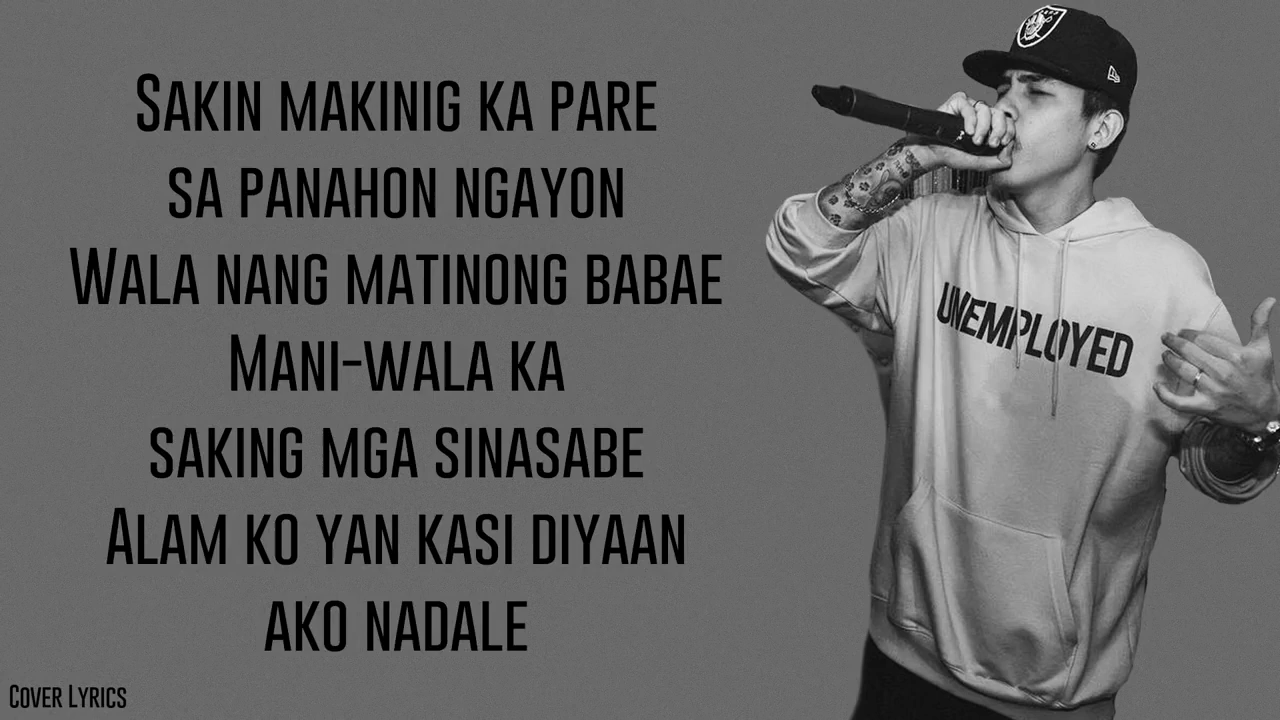 Sakin makinig ka pare
sa panahon ngayon
Wala nang matinong babae
Mani-wala ka
saking mga sinasabe
Alam ko yan kasi diyaan
ako nadale
UNEMPLOYED
Cover Lyrics